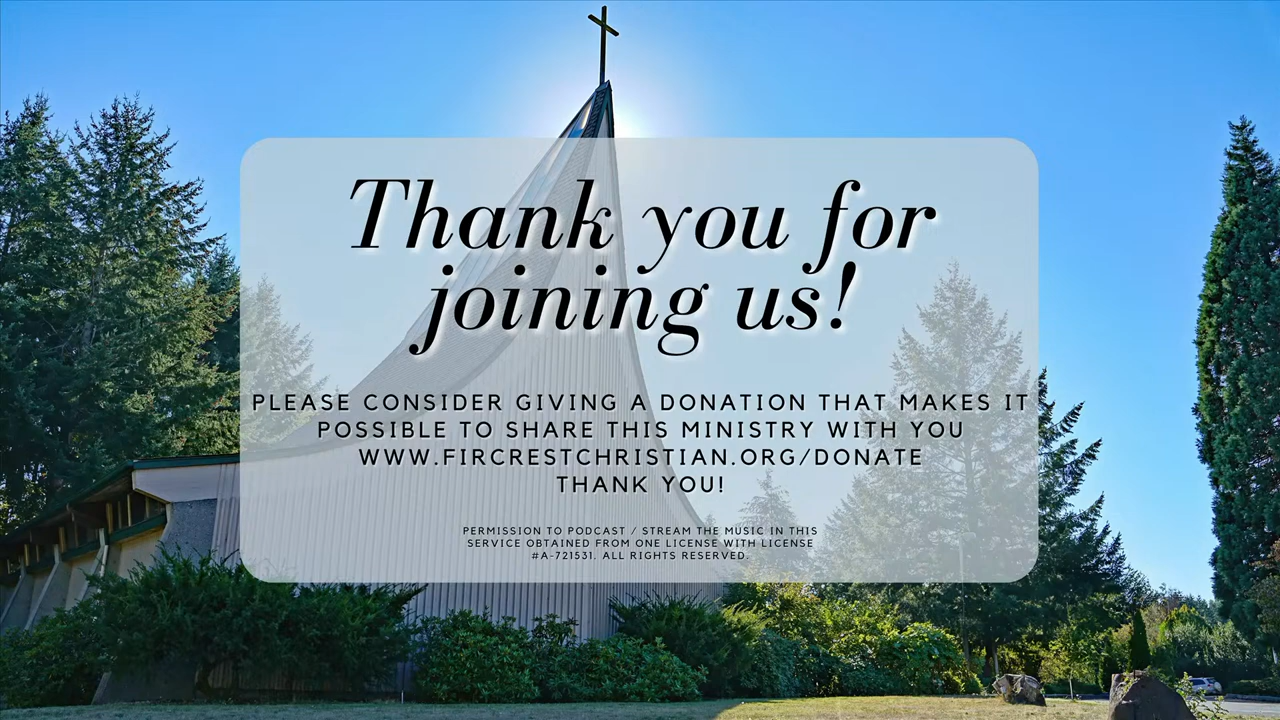 Thank you for
joining us!
PLEASE CONSIDER GIVING A DONATION THAT MAKES IT
POSSIBLE TO SHARE THIS MINISTRY WITH YOU
WWW.FIRCRESTCHRISTIAN.ORG/DONATE
THANK YOU!
PERMISSION TO PODCAST / STREAM THE MUSIC IN THIS
SERVICE OBTAINED FROM ONE LICENSE WITH LICENSE
#A-721531. ALL RIGHTS RESERVED.